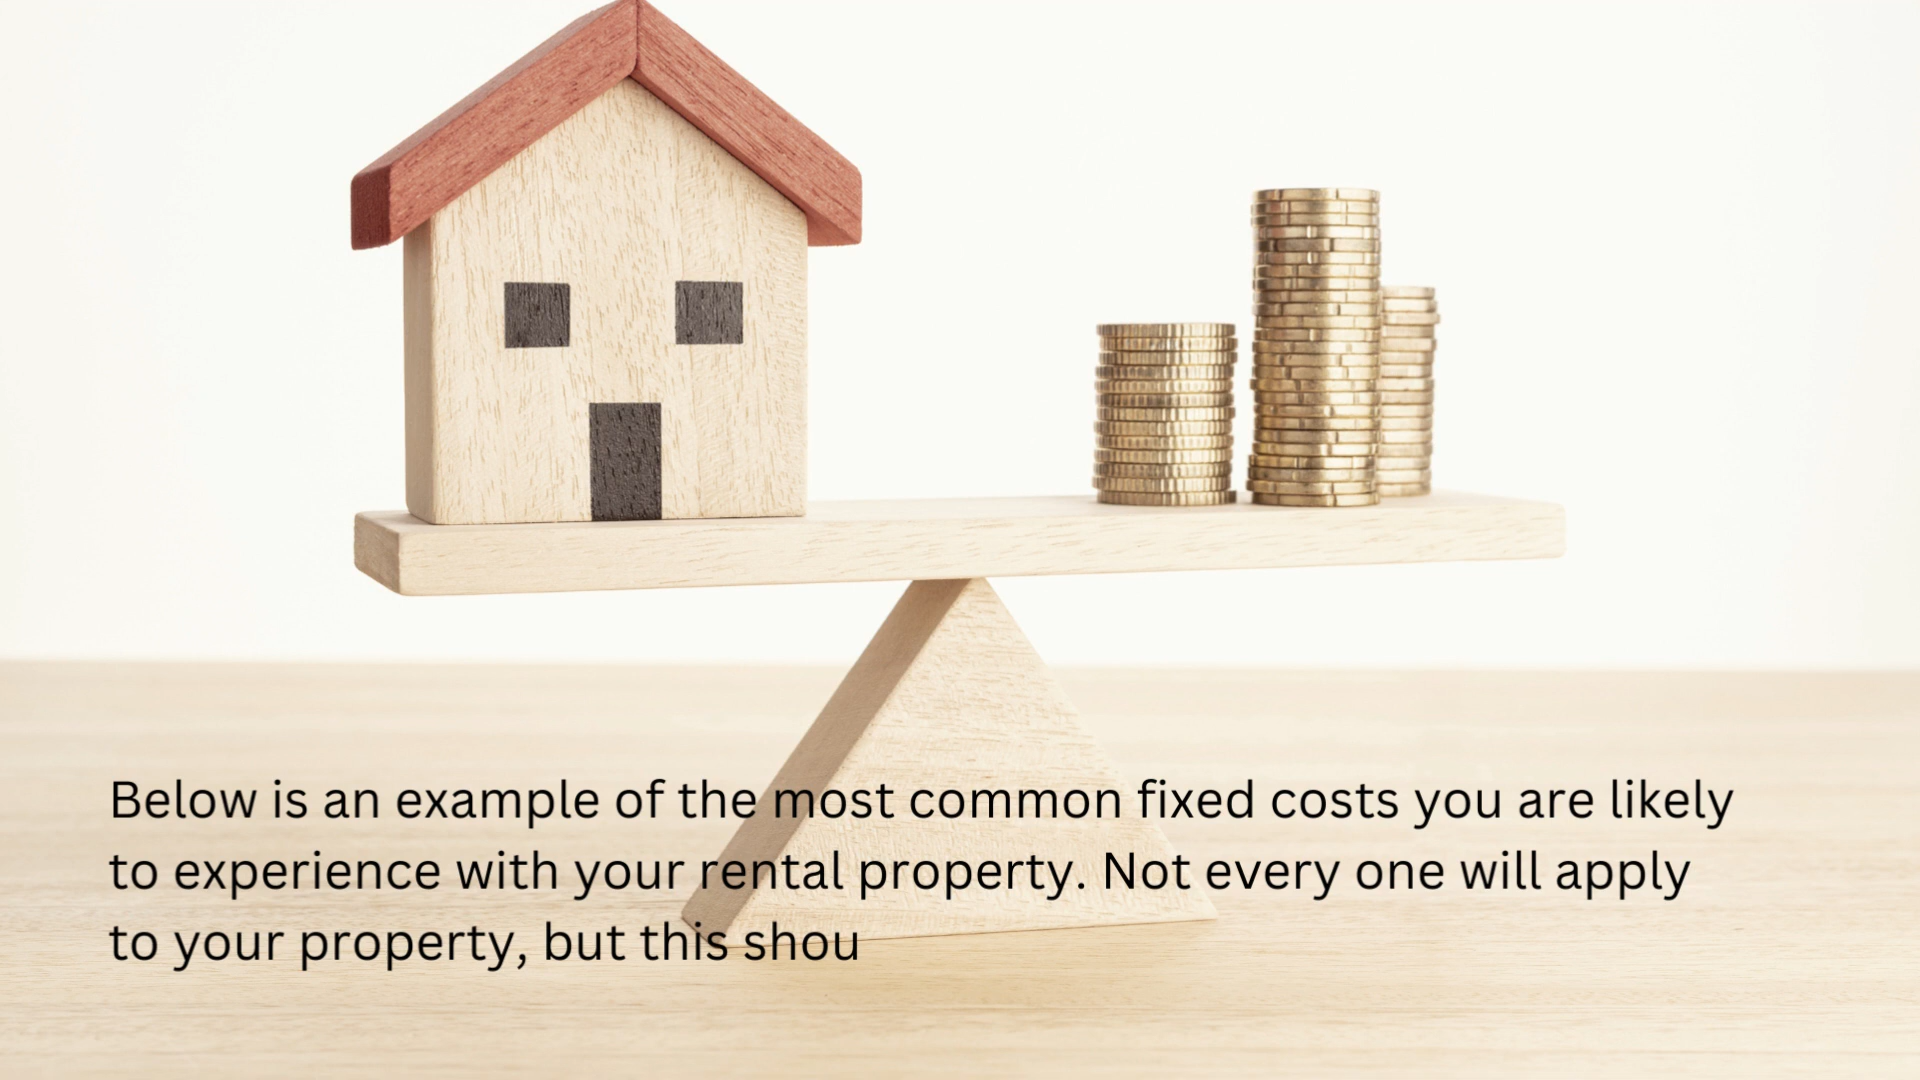 Below is an example of the most common fixed costs you are likely
to experience with your rental property. Not every one will apply
to your property, but this shou